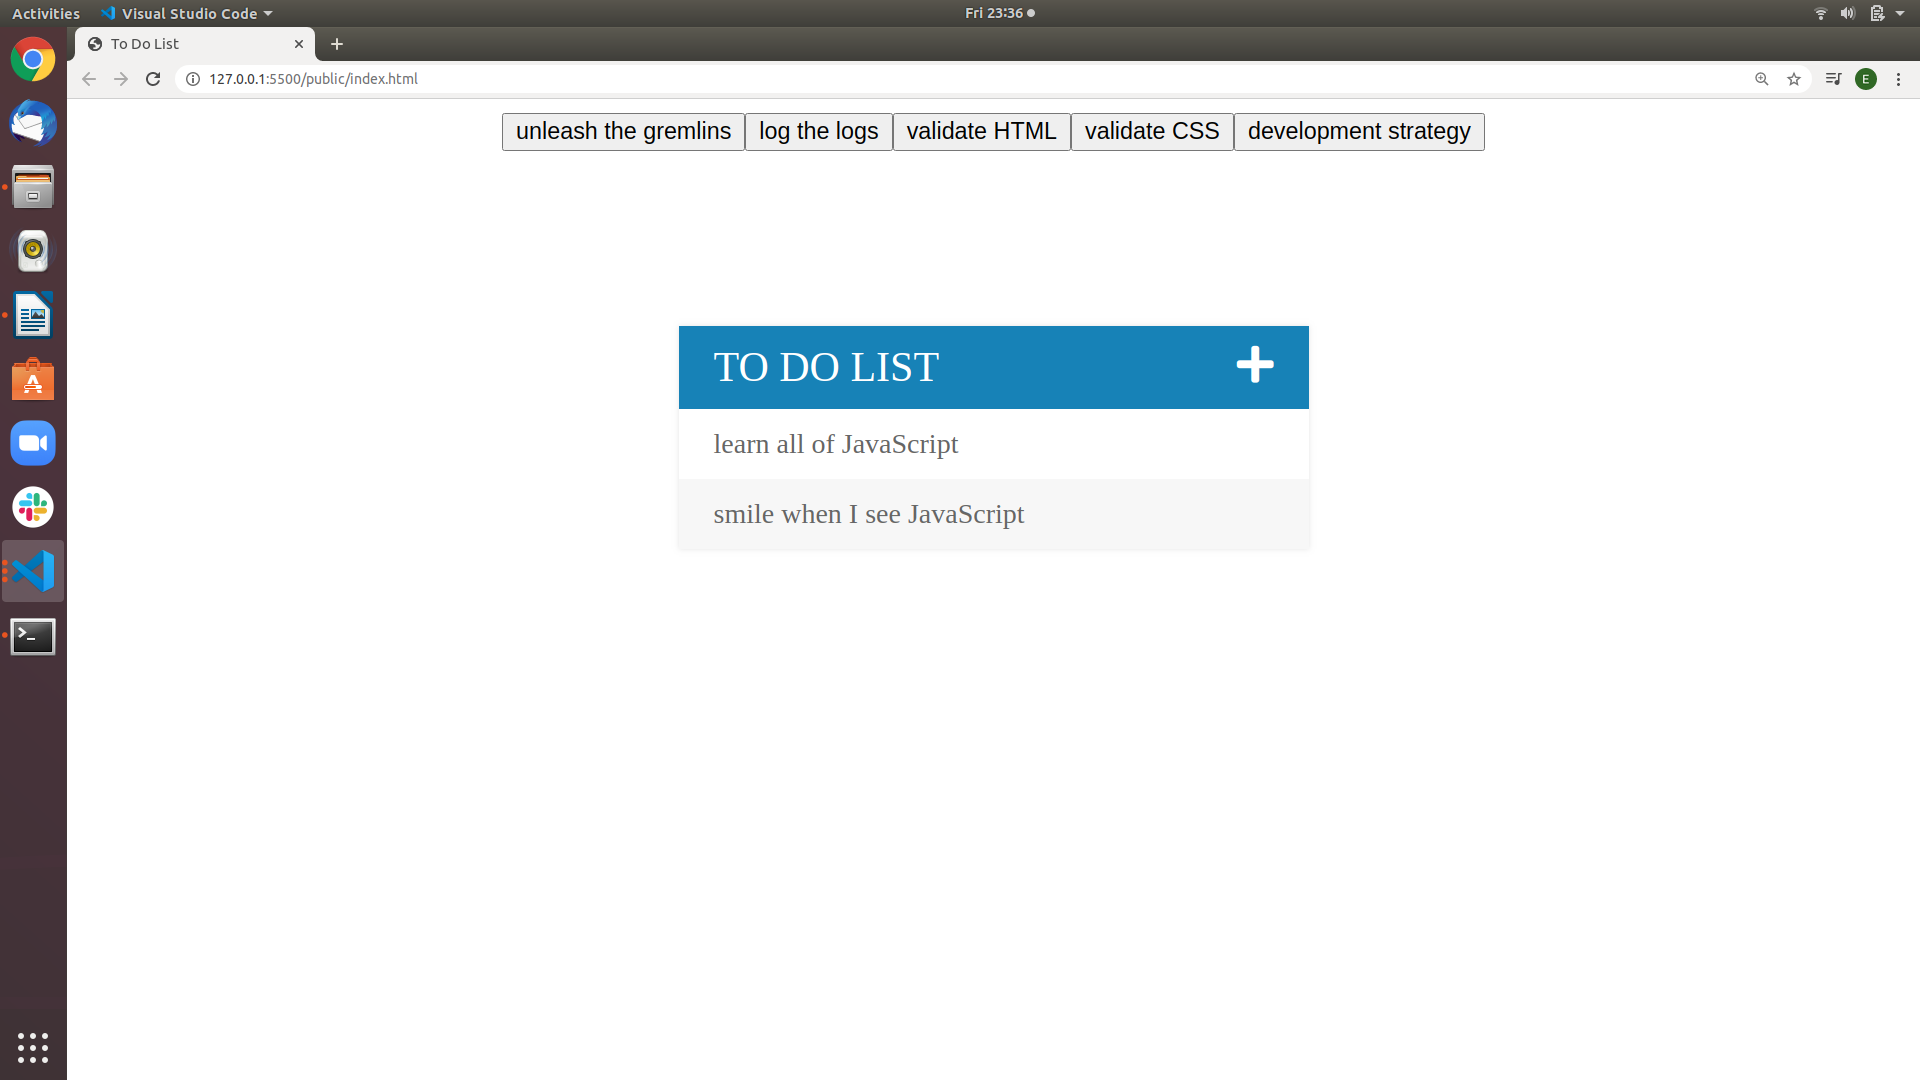 Activities
Visual Studio Code
Fri 23:36
To Do List
127.0.0.1:5500/public/index.html
E
unleash the gremlins
log the logs
validate HTML
validate CSS
development strategy
TO DO LIST
learn all of JavaScript
smile when I see JavaScript